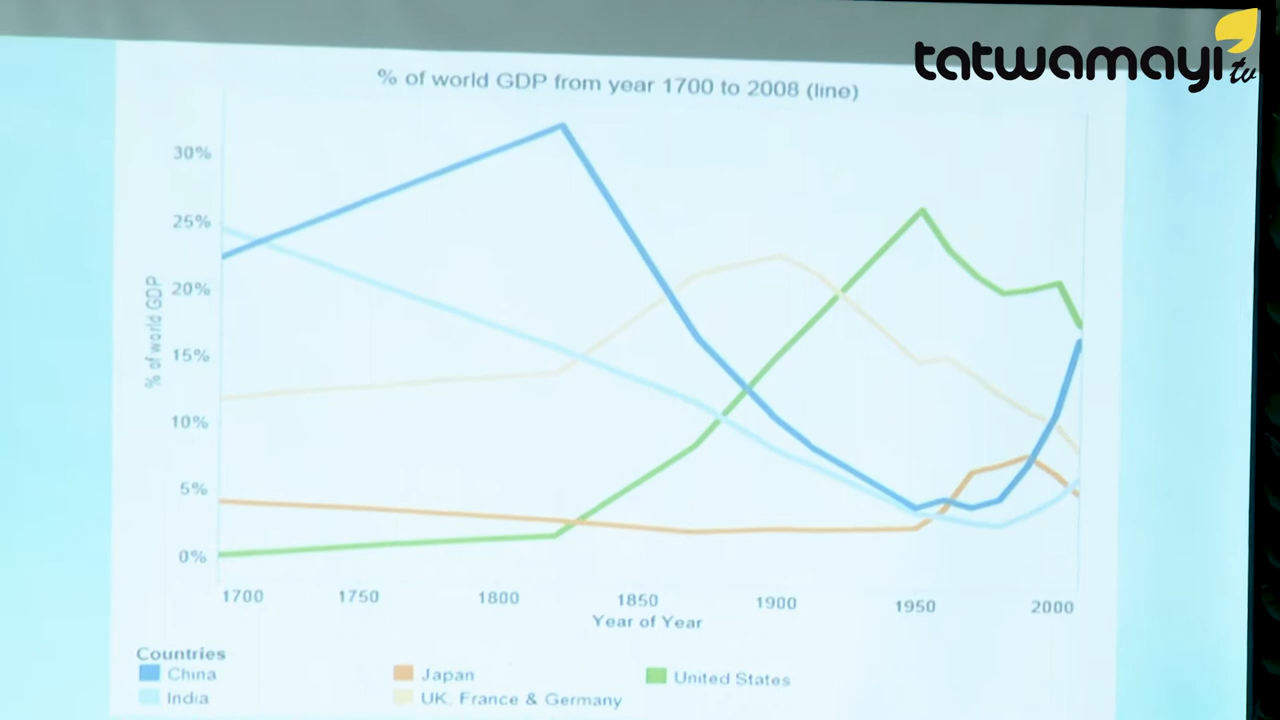 tatwamayi tv
% of world GDP from year 1700 to 2008 (line)
30%
25%
20%
15%
10%
5%
0%
% of world GDP
1700 1750 1800 1850 1900 1950 2000
Year of Year
Countries
China Japan United States
India UK, France & Germany